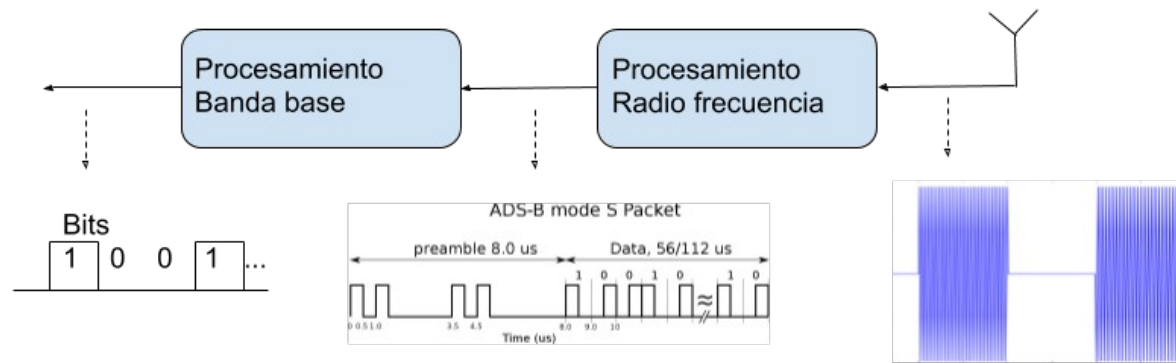 Procesamiento
Banda base
Procesamiento
Radio frecuencia
Bits
1 0 0 1 ...
ADS-B mode S Packet
preamble 8.0 us
Data, 56/112 us
1 0 0 1 0 1 0
≈
0 0.5 1.0 3.5 4.5 8.0 9.0 10
Time (us)